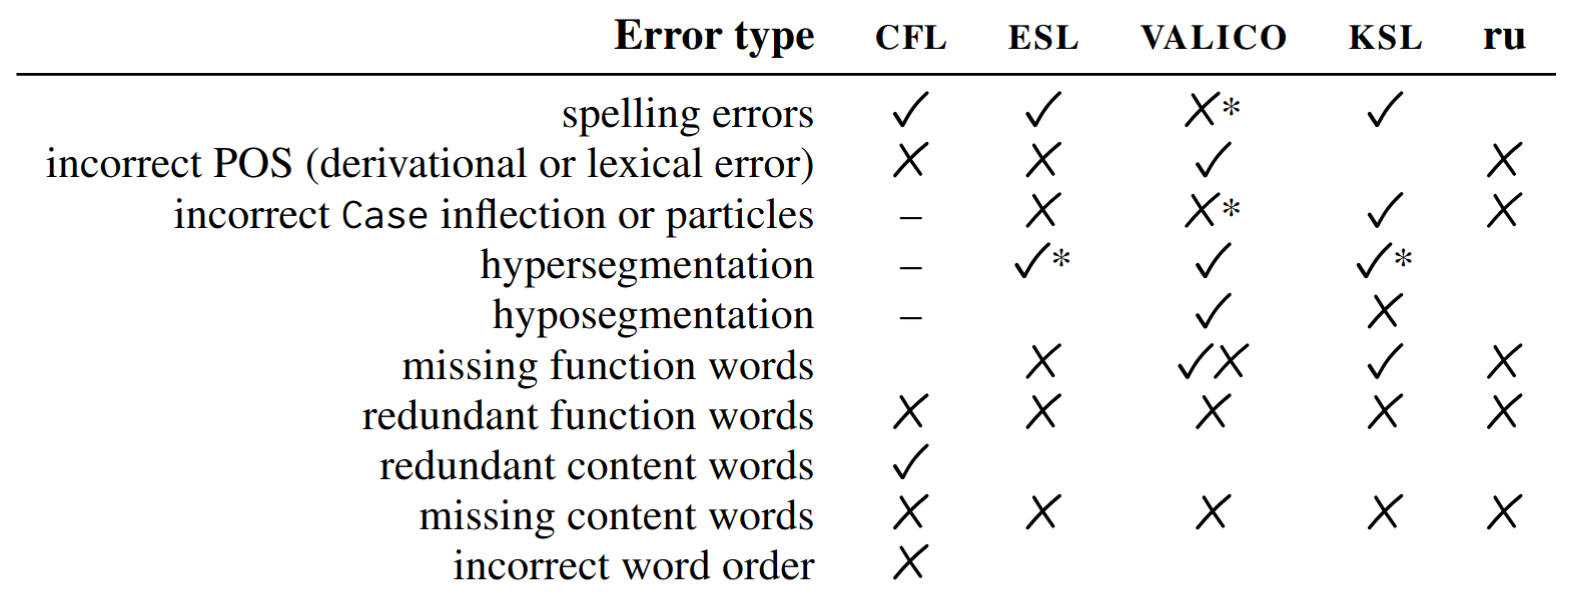 Error type CFL ESL VALICO KSL ru
spelling errors ✓ ✓ ✗* ✓
incorrect POS (derivational or lexical error) ✗ ✗ ✓ ✗
incorrect Case inflection or particles – ✗ ✗* ✓ ✗
hypersegmentation – ✓* ✓ ✓*
hyposegmentation – ✓ ✗
missing function words ✗ ✓✗ ✓ ✗
redundant function words ✗ ✗ ✗ ✗ ✗
redundant content words ✓
missing content words ✗ ✗ ✗ ✗ ✗
incorrect word order ✗